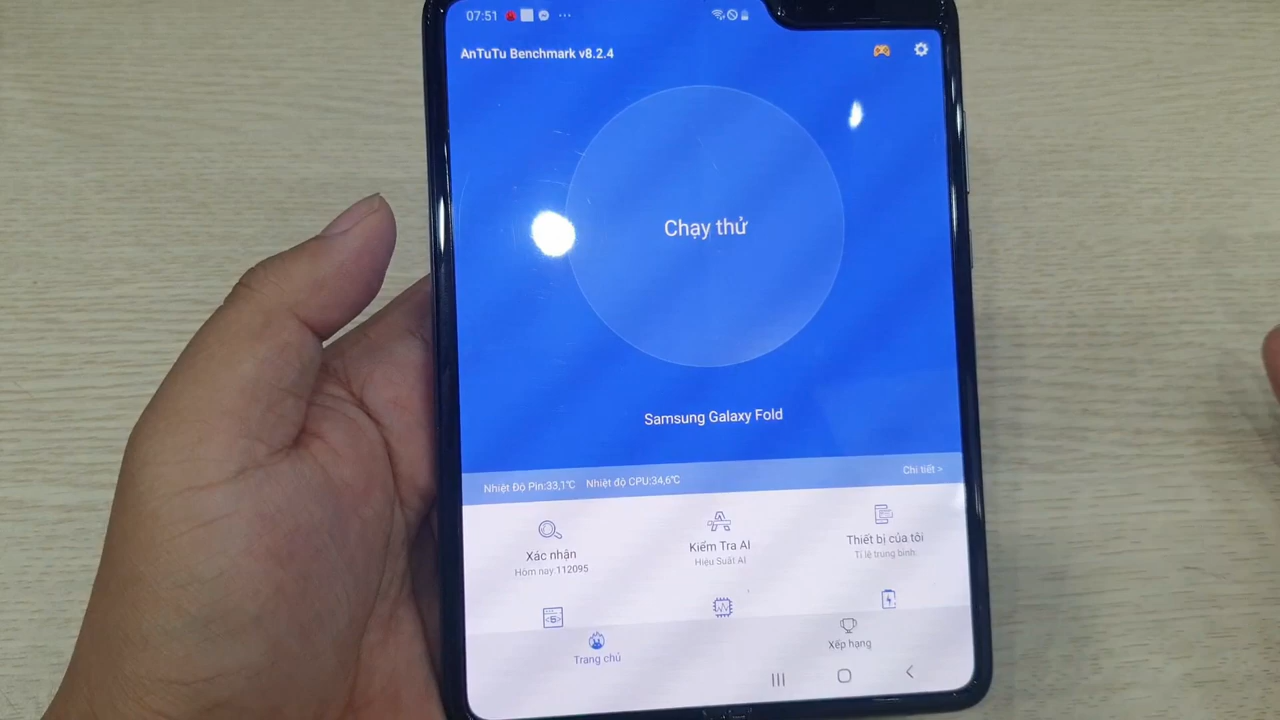 07:51
AnTuTu Benchmark v8.2.4
Chạy thử
Samsung Galaxy Fold
Nhiệt Độ Pin:33,1℃ Nhiệt độ CPU:34,6℃
Chi tiết >
Xác nhận
Hôm nay 112095
Kiểm Tra AI
Hiệu Suất AI
Thiết bị của tôi
Tỉ lệ trung bình:
Trang chủ
Xếp hạng